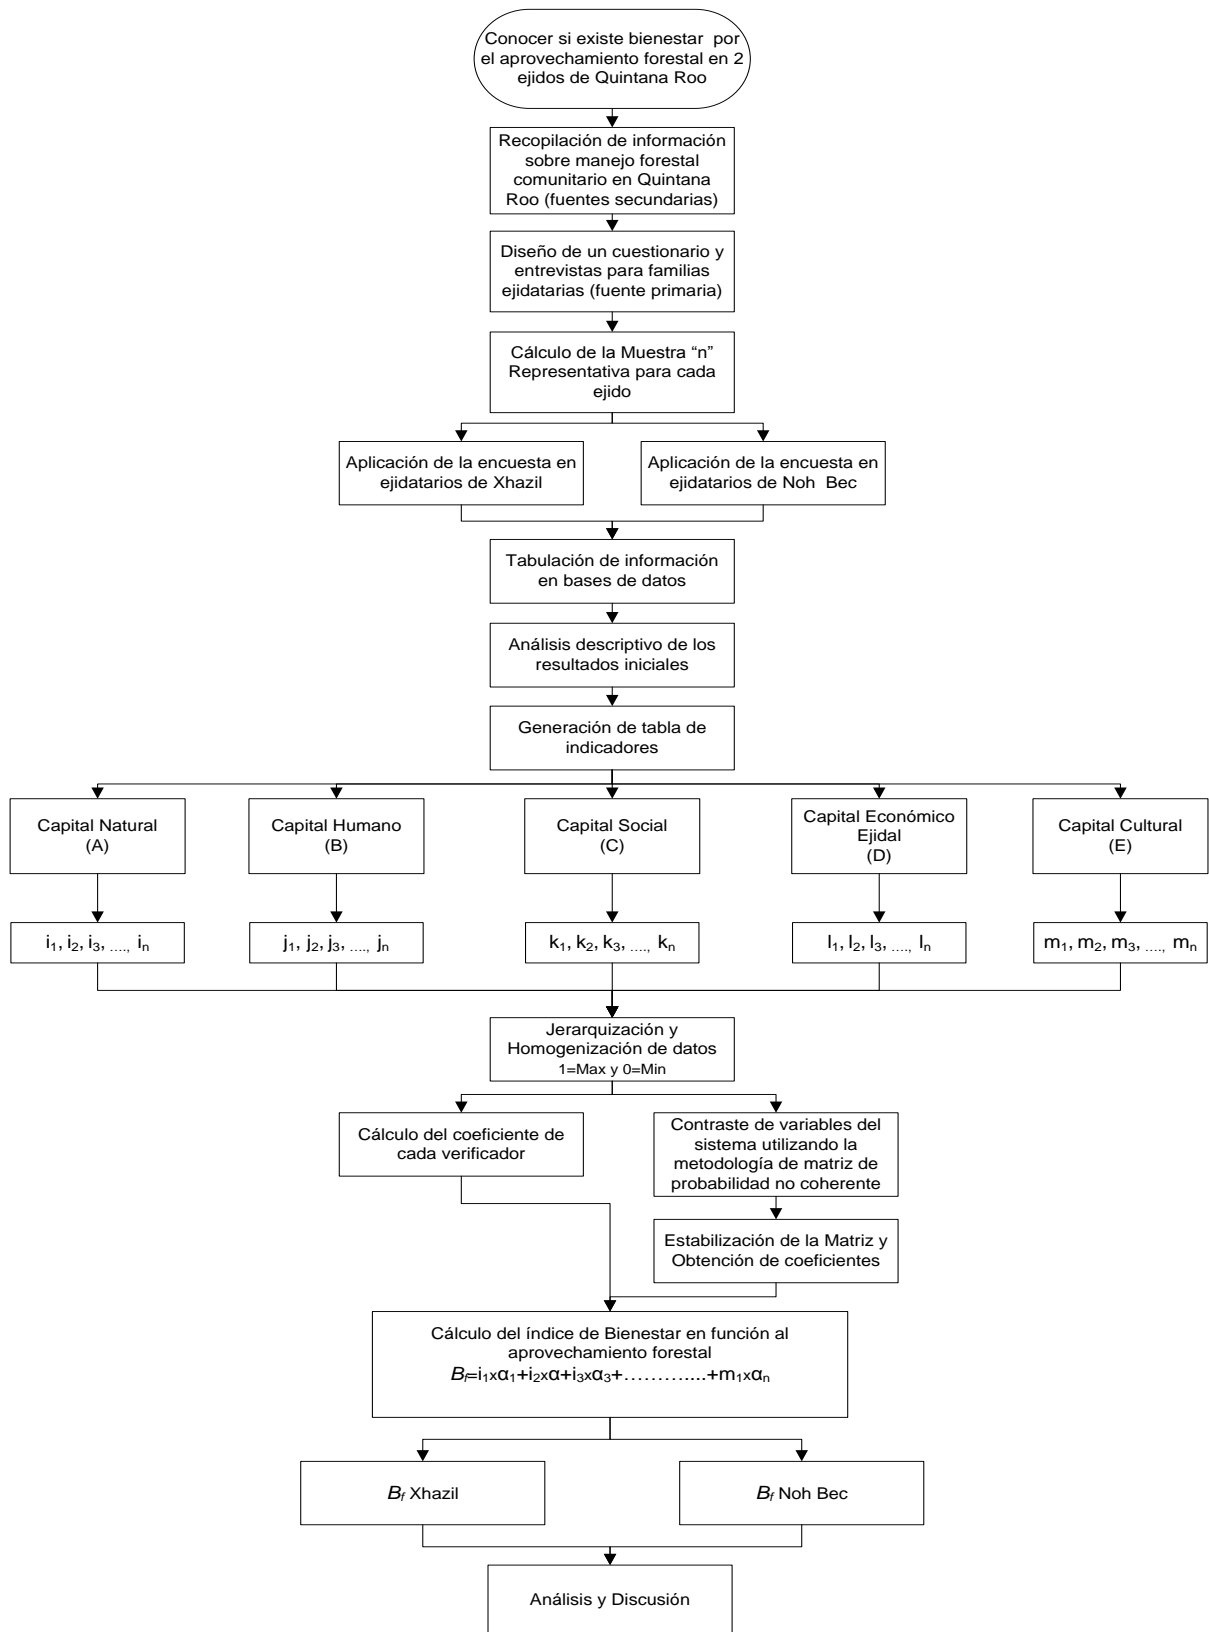 Conocer si existe bienestar por
el aprovechamiento forestal en 2
ejidos de Quintana Roo
Recopilación de información
sobre manejo forestal
comunitario en Quintana
Roo (fuentes secundarias)
Diseño de un cuestionario y
entrevistas para familias
ejidatarias (fuente primaria)
Cálculo de la Muestra “n”
Representativa para cada
ejido
Aplicación de la encuesta en
ejidatarios de Xhazil
Aplicación de la encuesta en
ejidatarios de Noh Bec
Tabulación de información
en bases de datos
Análisis descriptivo de los
resultados iniciales
Generación de tabla de
indicadores
Capital Natural
(A)
Capital Humano
(B)
Capital Social
(C)
Capital Económico
Ejidal
(D)
Capital Cultural
(E)
i₁, i₂, i₃, ...., iₙ
j₁, j₂, j₃, ...., jₙ
k₁, k₂, k₃, ...., kₙ
l₁, l₂, l₃, ...., lₙ
m₁, m₂, m₃, ...., mₙ
Jerarquización y
Homogenización de datos
1=Max y 0=Min
Cálculo del coeficiente de
cada verificador
Contraste de variables del
sistema utilizando la
metodología de matriz de
probabilidad no coherente
Estabilización de la Matriz y
Obtención de coeficientes
Cálculo del índice de Bienestar en función al
aprovechamiento forestal
Bf=i₁xα₁+i₂xα+i₃xα₃+…………....+m₁xαₙ
Bf Xhazil
Bf Noh Bec
Análisis y Discusión